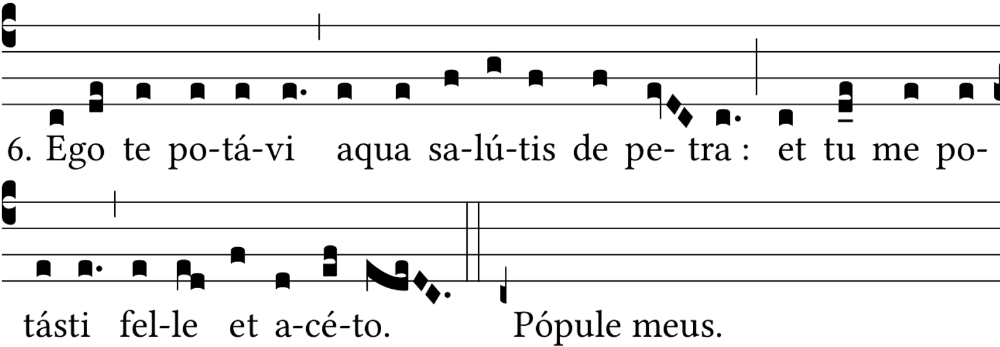 6. Ego te po-tá-vi aqua sa-lú-tis de pe- tra : et tu me po-
tásti fel-le et a-cé-to. Pópule meus.